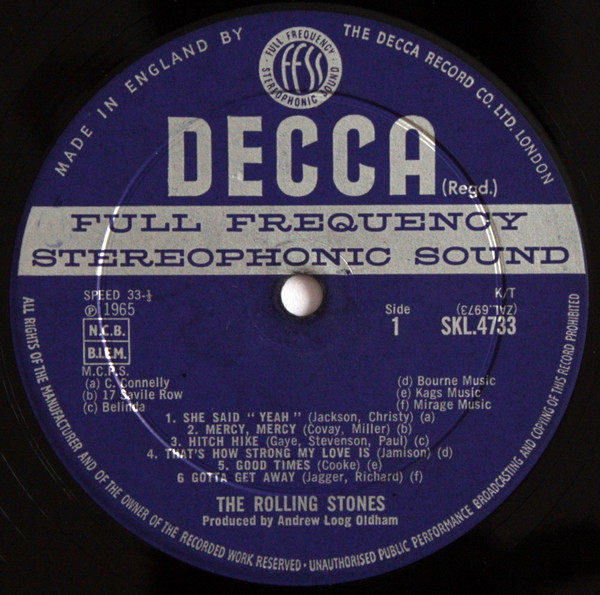 MADE IN ENGLAND BY THE DECCA RECORD CO. LTD. LONDON
FULL FREQUENCY
FFSS
STEREOPHONIC SOUND
DECCA (Regd.)
FULL FREQUENCY
STEREOPHONIC SOUND
SPEED 33-⅓
Ⓟ 1965
N.C.B.
B.I.E.M.
M.C.P.S.
(a) C. Connelly
(b) 17 Savile Row
(c) Belinda
Side
1
K/T
(ZAL.6973)
SKL.4733
(d) Bourne Music
(e) Kags Music
(f) Mirage Music
1. SHE SAID "YEAH" (Jackson, Christy) (a)
2. MERCY, MERCY (Covay, Miller) (b)
3. HITCH HIKE (Gaye, Stevenson, Paul) (c)
4. THAT'S HOW STRONG MY LOVE IS (Jamison) (d)
5. GOOD TIMES (Cooke) (e)
6 GOTTA GET AWAY (Jagger, Richard) (f)
THE ROLLING STONES
Produced by Andrew Loog Oldham
ALL RIGHTS OF THE MANUFACTURER AND OF THE OWNER OF THE RECORDED WORK RESERVED · UNAUTHORISED PUBLIC PERFORMANCE BROADCASTING AND COPYING OF THIS RECORD PROHIBITED